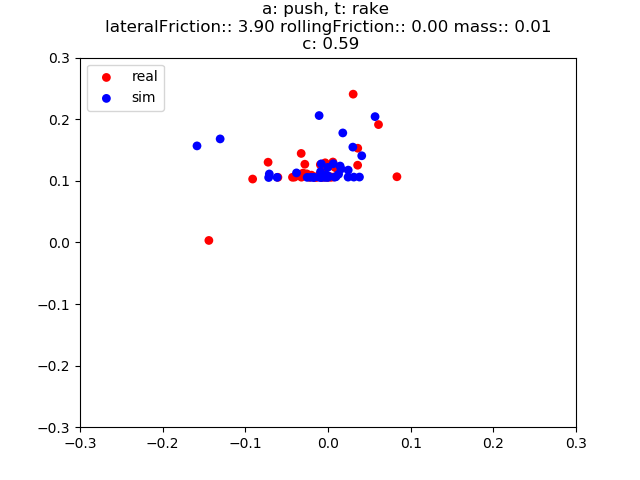 a: push, t: rake
lateralFriction:: 3.90 rollingFriction:: 0.00 mass:: 0.01
c: 0.59
real
sim
0.3
0.2
0.1
0.0
−0.1
−0.2
−0.3
−0.3 −0.2 −0.1 0.0 0.1 0.2 0.3